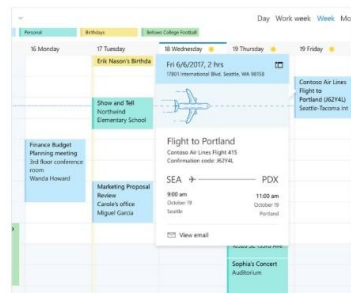 Day Work week Week Mo
Personal
Birthdays
Bellows College Football
16 Monday
17 Tuesday
18 Wednesday
19 Thursday
19 Friday
Erik Nason's Birthda
Fri 6/6/2017, 2 hrs
17801 International Blvd. Seattle, WA 98158
Contoso Air Lines
Flight to
Portland (J62Y4L)
Seattle-Tacoma Int
Show and Tell
Northwind
Elementary School
Finance Budget
Planning meeting
3rd floor conference
room
Wanda Howard
Flight to Portland
Contoso Air Lines Flight 415
Confirmation code: J62Y4L
SEA
PDX
9:00 am
11:00 am
October 19
October 19
Seattle
Portland
Marketing Proposal
Review
Carole's office
Miguel Garcia
View email
Sophia's Concert
Auditorium